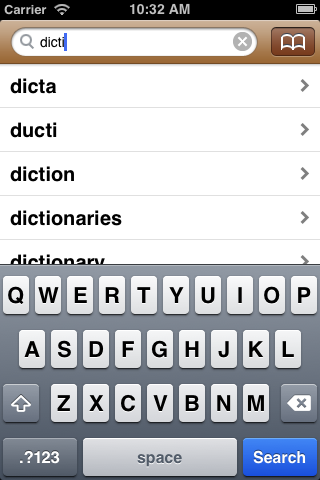 Carrier 10:32 AM
dicti
dicta
ducti
diction
dictionaries
dictionary
Q W E R T Y U I O P
A S D F G H J K L
Z X C V B N M
.?123 space Search